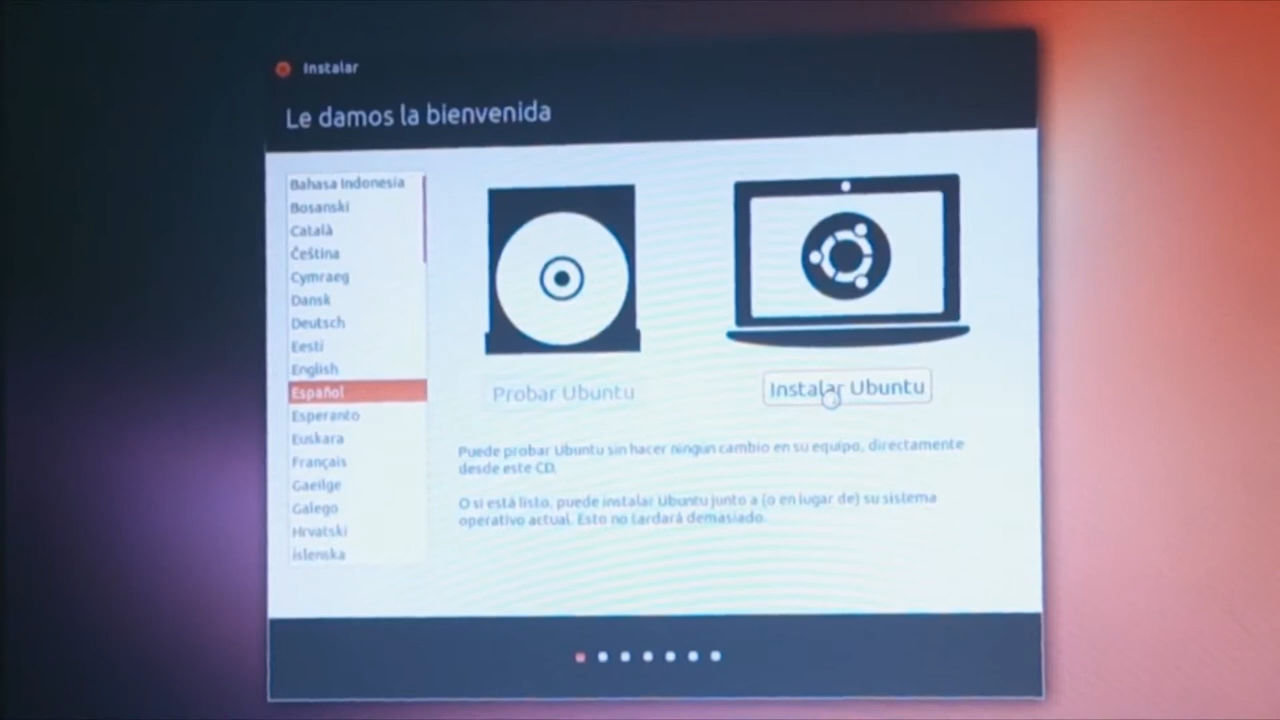 Instalar
Le damos la bienvenida
Bahasa Indonesia
Bosanski
Català
Čeština
Cymraeg
Dansk
Deutsch
Eesti
English
Español
Esperanto
Euskara
Français
Gaeilge
Galego
Hrvatski
Íslenska
Probar Ubuntu
Instalar Ubuntu
Puede probar Ubuntu sin hacer ningún cambio en su equipo, directamente
desde este CD.
O si está listo, puede instalar Ubuntu junto a (o en lugar de) su sistema
operativo actual. Esto no tardará demasiado.